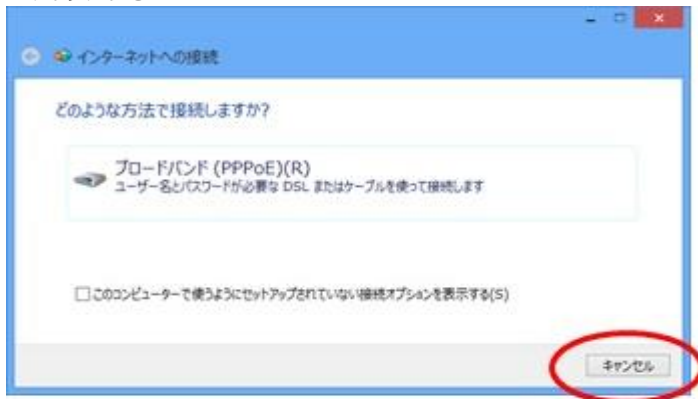 インターネットへの接続
どのような方法で接続しますか?
ブロードバンド (PPPoE)(R)
ユーザー名とパスワードが必要な DSL またはケーブルを使って接続します
このコンピューターで使うようにセットアップされていない接続オプションを表示する(S)
キャンセル